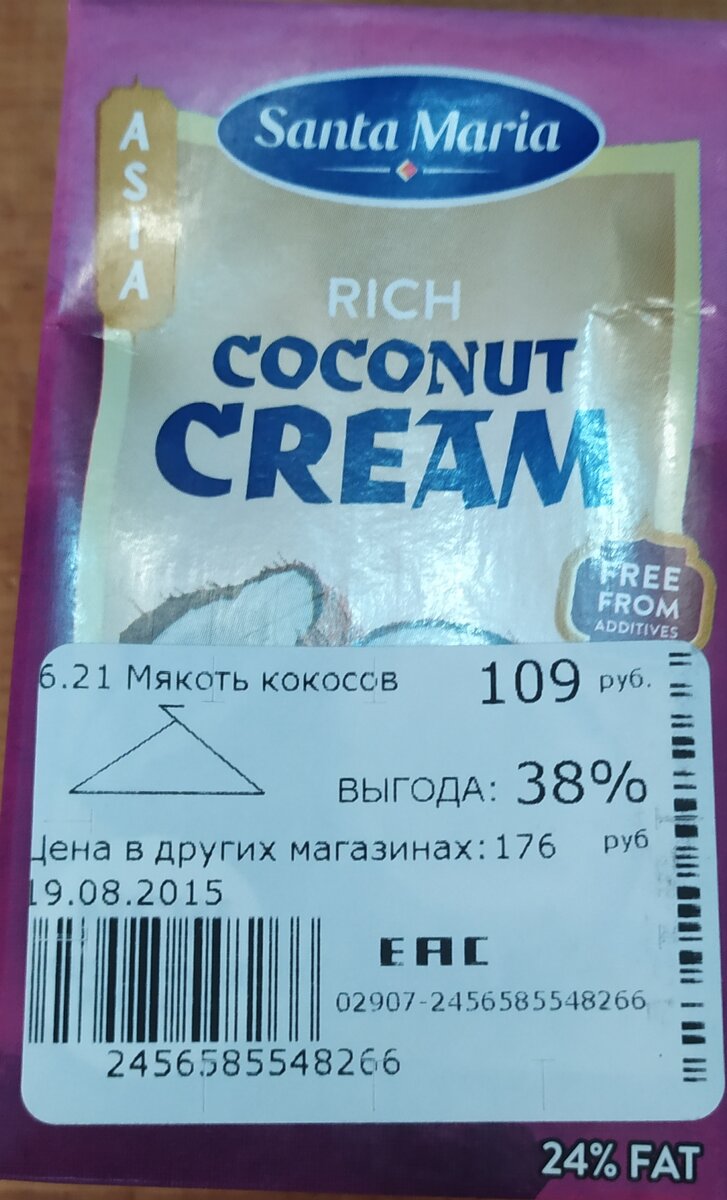 Santa Maria
ASIA
RICH
COCONUT
CREAM
FREE
FROM
ADDITIVES
6.21 Мякоть кокосов 109 руб.
ВЫГОДА: 38%
Цена в других магазинах: 176 руб
19.08.2015
EAC
02907-2456585548266
2456585548266
24% FAT